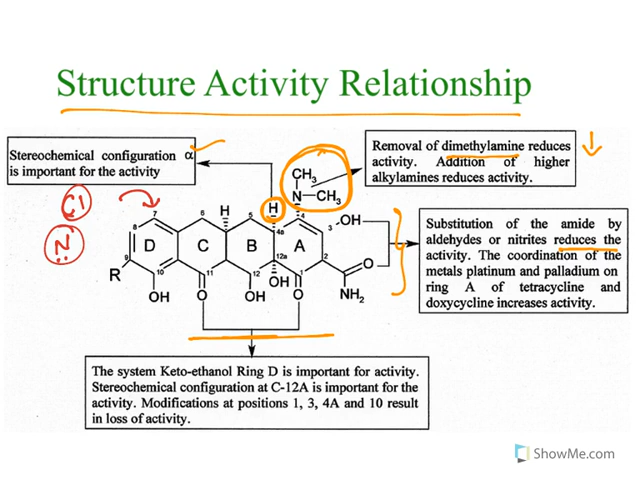 Structure Activity Relationship
Stereochemical configuration α
is important for the activity
Removal of dimethylamine reduces
activity. Addition of higher
alkylamines reduces activity.
Cl
:N:
CH3
N—CH3
H
H
7
8
6
5
4
3
OH
D
C
B
A
4a
12a
9
10
11
12
1
2
R
OH
O
OH
OH
O
O
NH2
Substitution of the amide by
aldehydes or nitrites reduces the
activity. The coordination of the
metals platinum and palladium on
ring A of tetracycline and
doxycycline increases activity.
The system Keto-ethanol Ring D is important for activity.
Stereochemical configuration at C-12A is important for the
activity. Modifications at positions 1, 3, 4A and 10 result
in loss of activity.
ShowMe.com